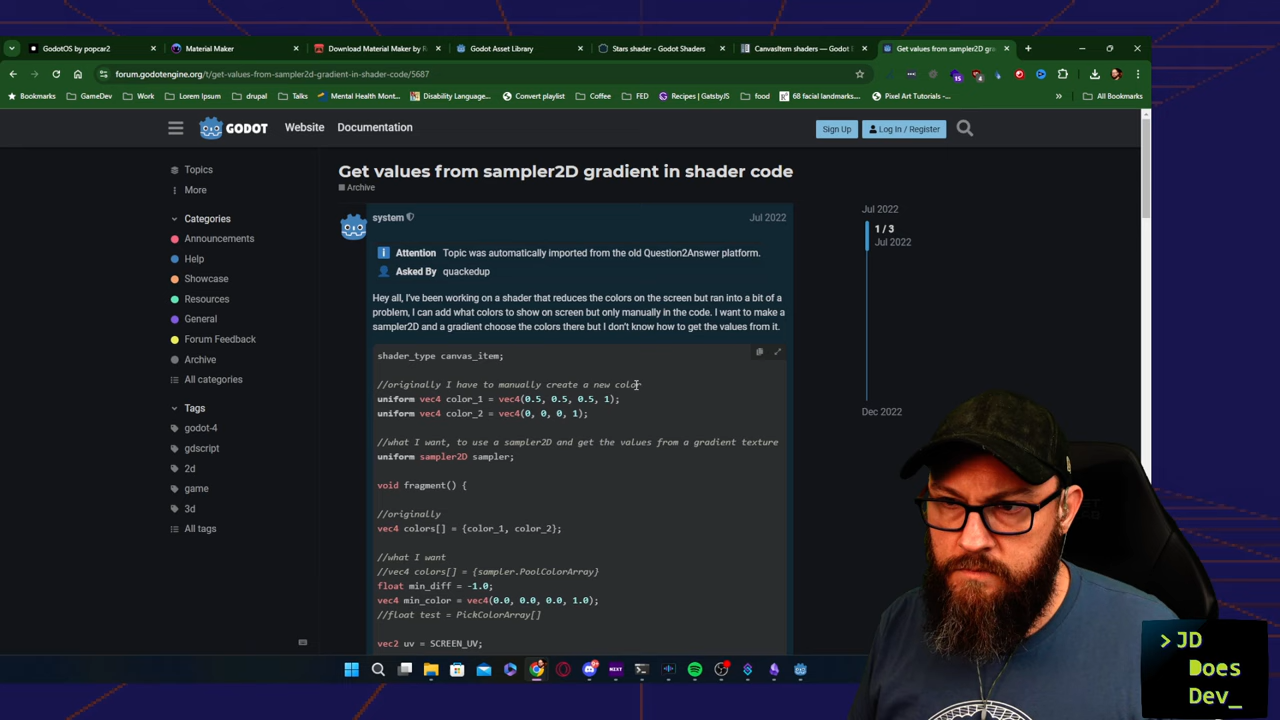 GodotOS by popcar2
Material Maker
Download Material Maker by R
Godot Asset Library
Stars shader - Godot Shaders
CanvasItem shaders — Godot E
Get values from sampler2D gra
forum.godotengine.org/t/get-values-from-sampler2d-gradient-in-shader-code/5687
Bookmarks
GameDev
Work
Lorem Ipsum
drupal
Talks
Mental Health Mont...
Disability Language...
Convert playlist
Coffee
FED
Recipes | GatsbyJS
food
68 facial landmarks...
Pixel Art Tutorials -...
All Bookmarks
GODOT
Website
Documentation
Sign Up
Log In / Register
Topics
More
Categories
Announcements
Help
Showcase
Resources
General
Forum Feedback
Archive
All categories
Tags
godot-4
gdscript
2d
game
3d
All tags
Get values from sampler2D gradient in shader code
Archive
system
Jul 2022
Attention Topic was automatically imported from the old Question2Answer platform.
Asked By quackedup
Hey all, I've been working on a shader that reduces the colors on the screen but ran into a bit of a
problem, I can add what colors to show on screen but only manually in the code. I want to make a
sampler2D and a gradient choose the colors there but I don't know how to get the values from it.
shader_type canvas_item;
//originally I have to manually create a new color
uniform vec4 color_1 = vec4(0.5, 0.5, 0.5, 1);
uniform vec4 color_2 = vec4(0, 0, 0, 1);
//what I want, to use a sampler2D and get the values from a gradient texture
uniform sampler2D sampler;
void fragment() {
//originally
vec4 colors[] = {color_1, color_2};
//what I want
//vec4 colors[] = {sampler.PoolColorArray}
float min_diff = -1.0;
vec4 min_color = vec4(0.0, 0.0, 0.0, 1.0);
//float test = PickColorArray[]
vec2 uv = SCREEN_UV;
Jul 2022
1 / 3
Jul 2022
Dec 2022
> JD
Does
Dev_